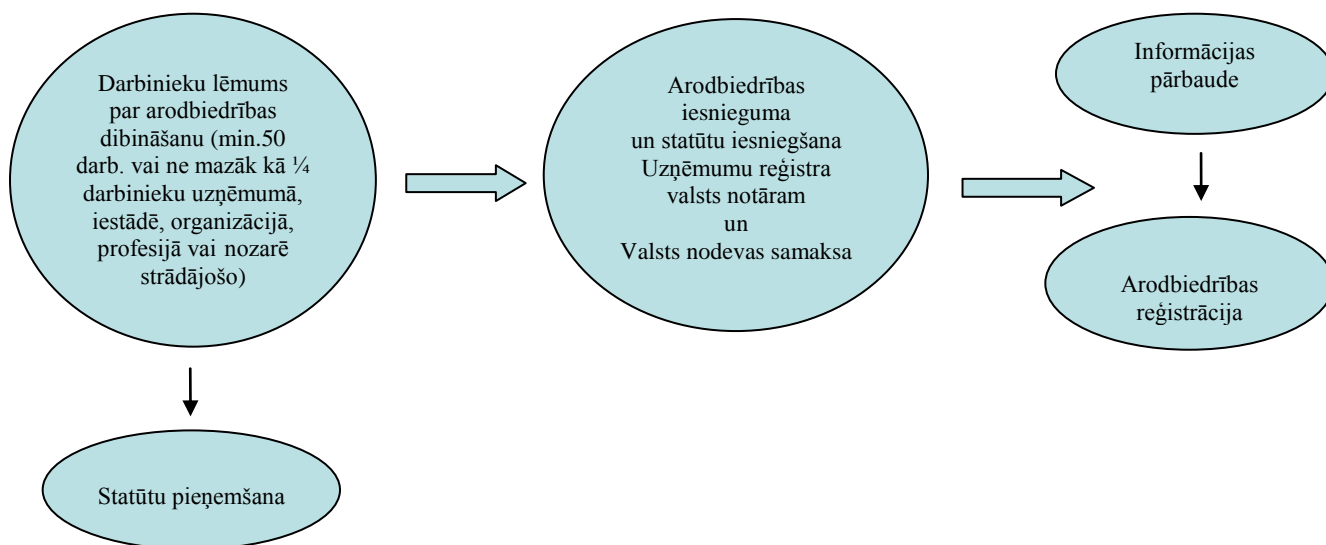 Darbinieku lēmums
par arodbiedrības
dibināšanu (min.50
darb. vai ne mazāk kā ¼
darbinieku uzņēmumā,
iestādē, organizācijā,
profesijā vai nozarē
strādājošo)
Statūtu pieņemšana
Arodbiedrības
iesnieguma
un statūtu iesniegšana
Uzņēmumu reģistra
valsts notāram
un
Valsts nodevas samaksa
Informācijas
pārbaude
Arodbiedrības
reģistrācija